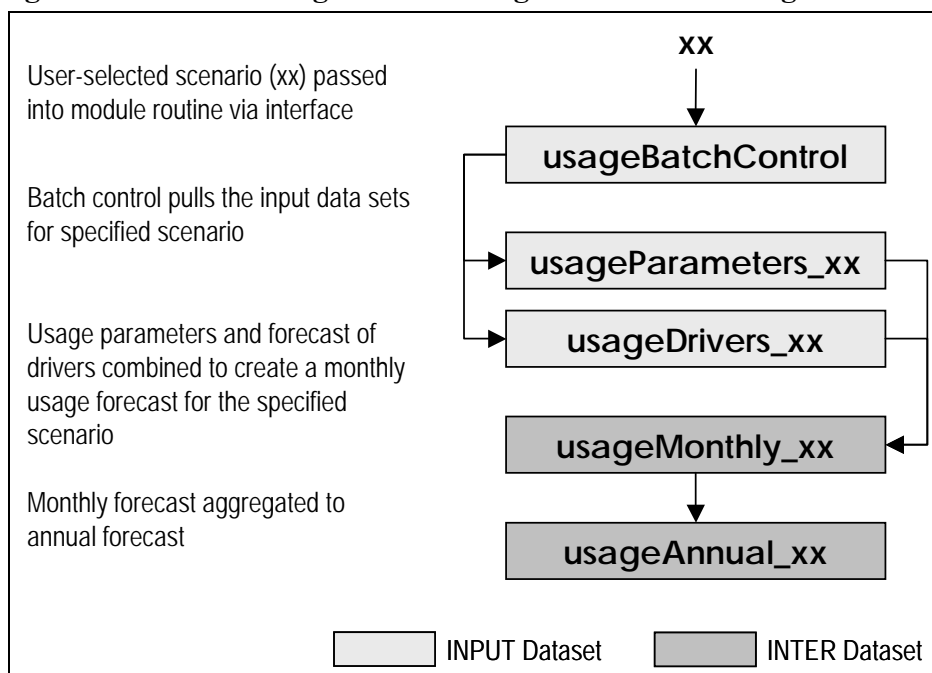 xx
User-selected scenario (xx) passed
into module routine via interface
usageBatchControl
Batch control pulls the input data sets
for specified scenario
usageParameters_xx
usageDrivers_xx
Usage parameters and forecast of
drivers combined to create a monthly
usage forecast for the specified
scenario
usageMonthly_xx
Monthly forecast aggregated to
annual forecast
usageAnnual_xx
INPUT Dataset
INTER Dataset